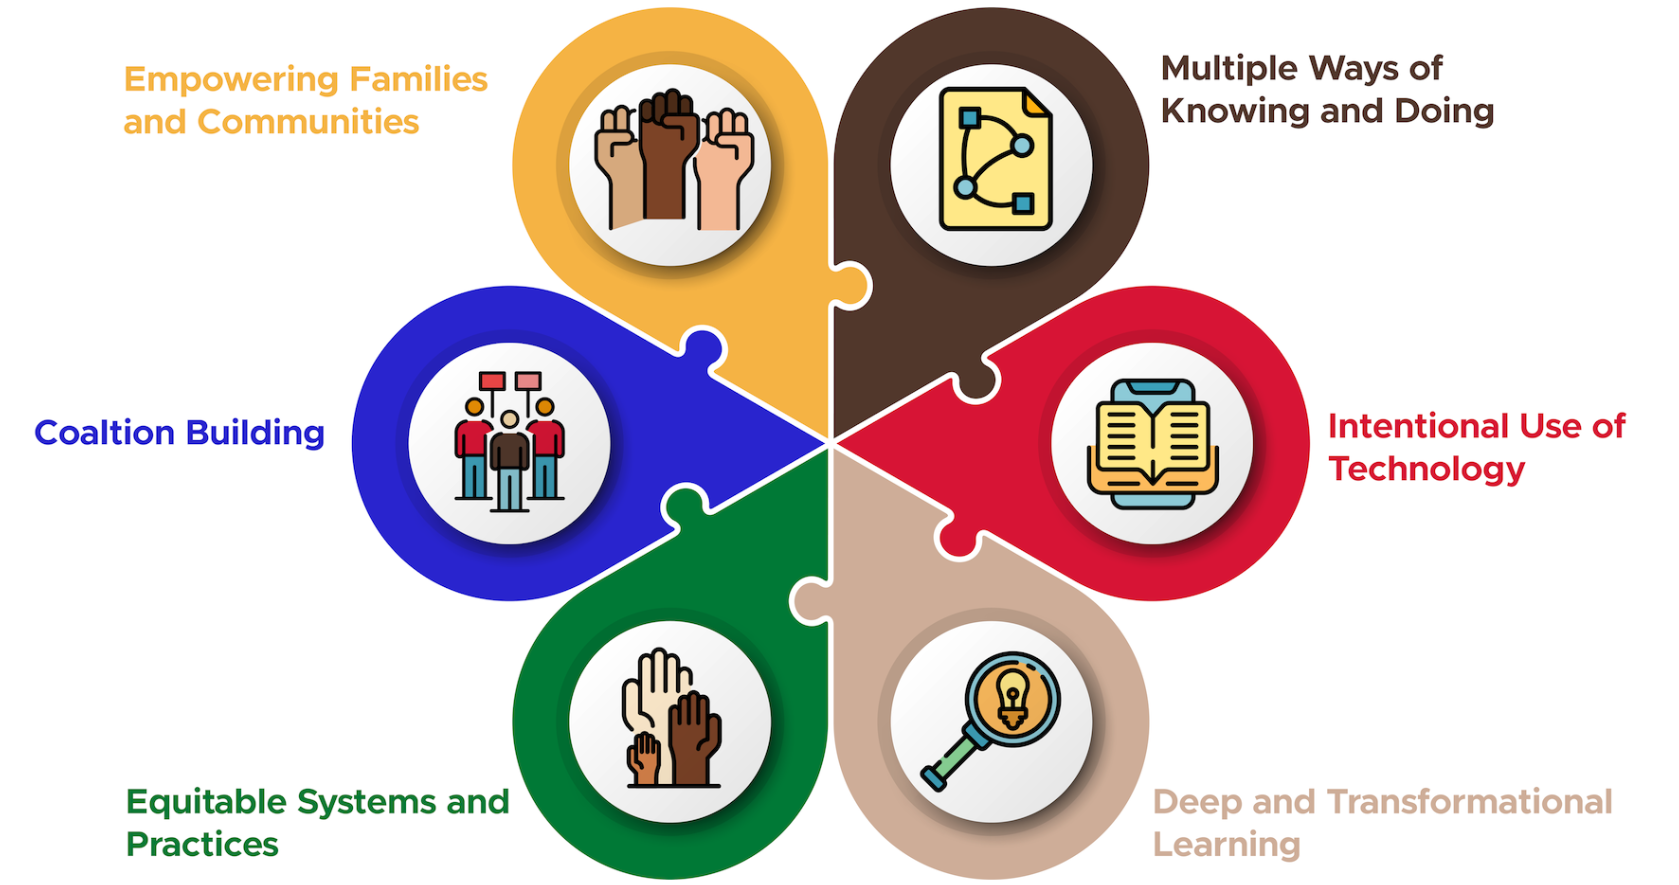 Empowering Families
and Communities
Multiple Ways of
Knowing and Doing
Coaltion Building
Intentional Use of
Technology
Equitable Systems and
Practices
Deep and Transformational
Learning